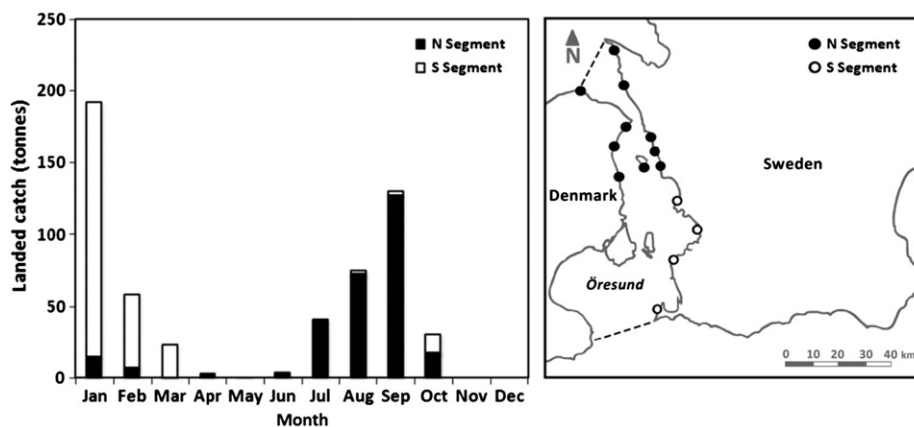 250
200
150
100
50
0
Landed catch (tonnes)
N Segment
S Segment
Jan Feb Mar Apr May Jun Jul Aug Sep Oct Nov Dec
Month
N
N Segment
S Segment
Sweden
Denmark
Öresund
0 10 20 30 40 km